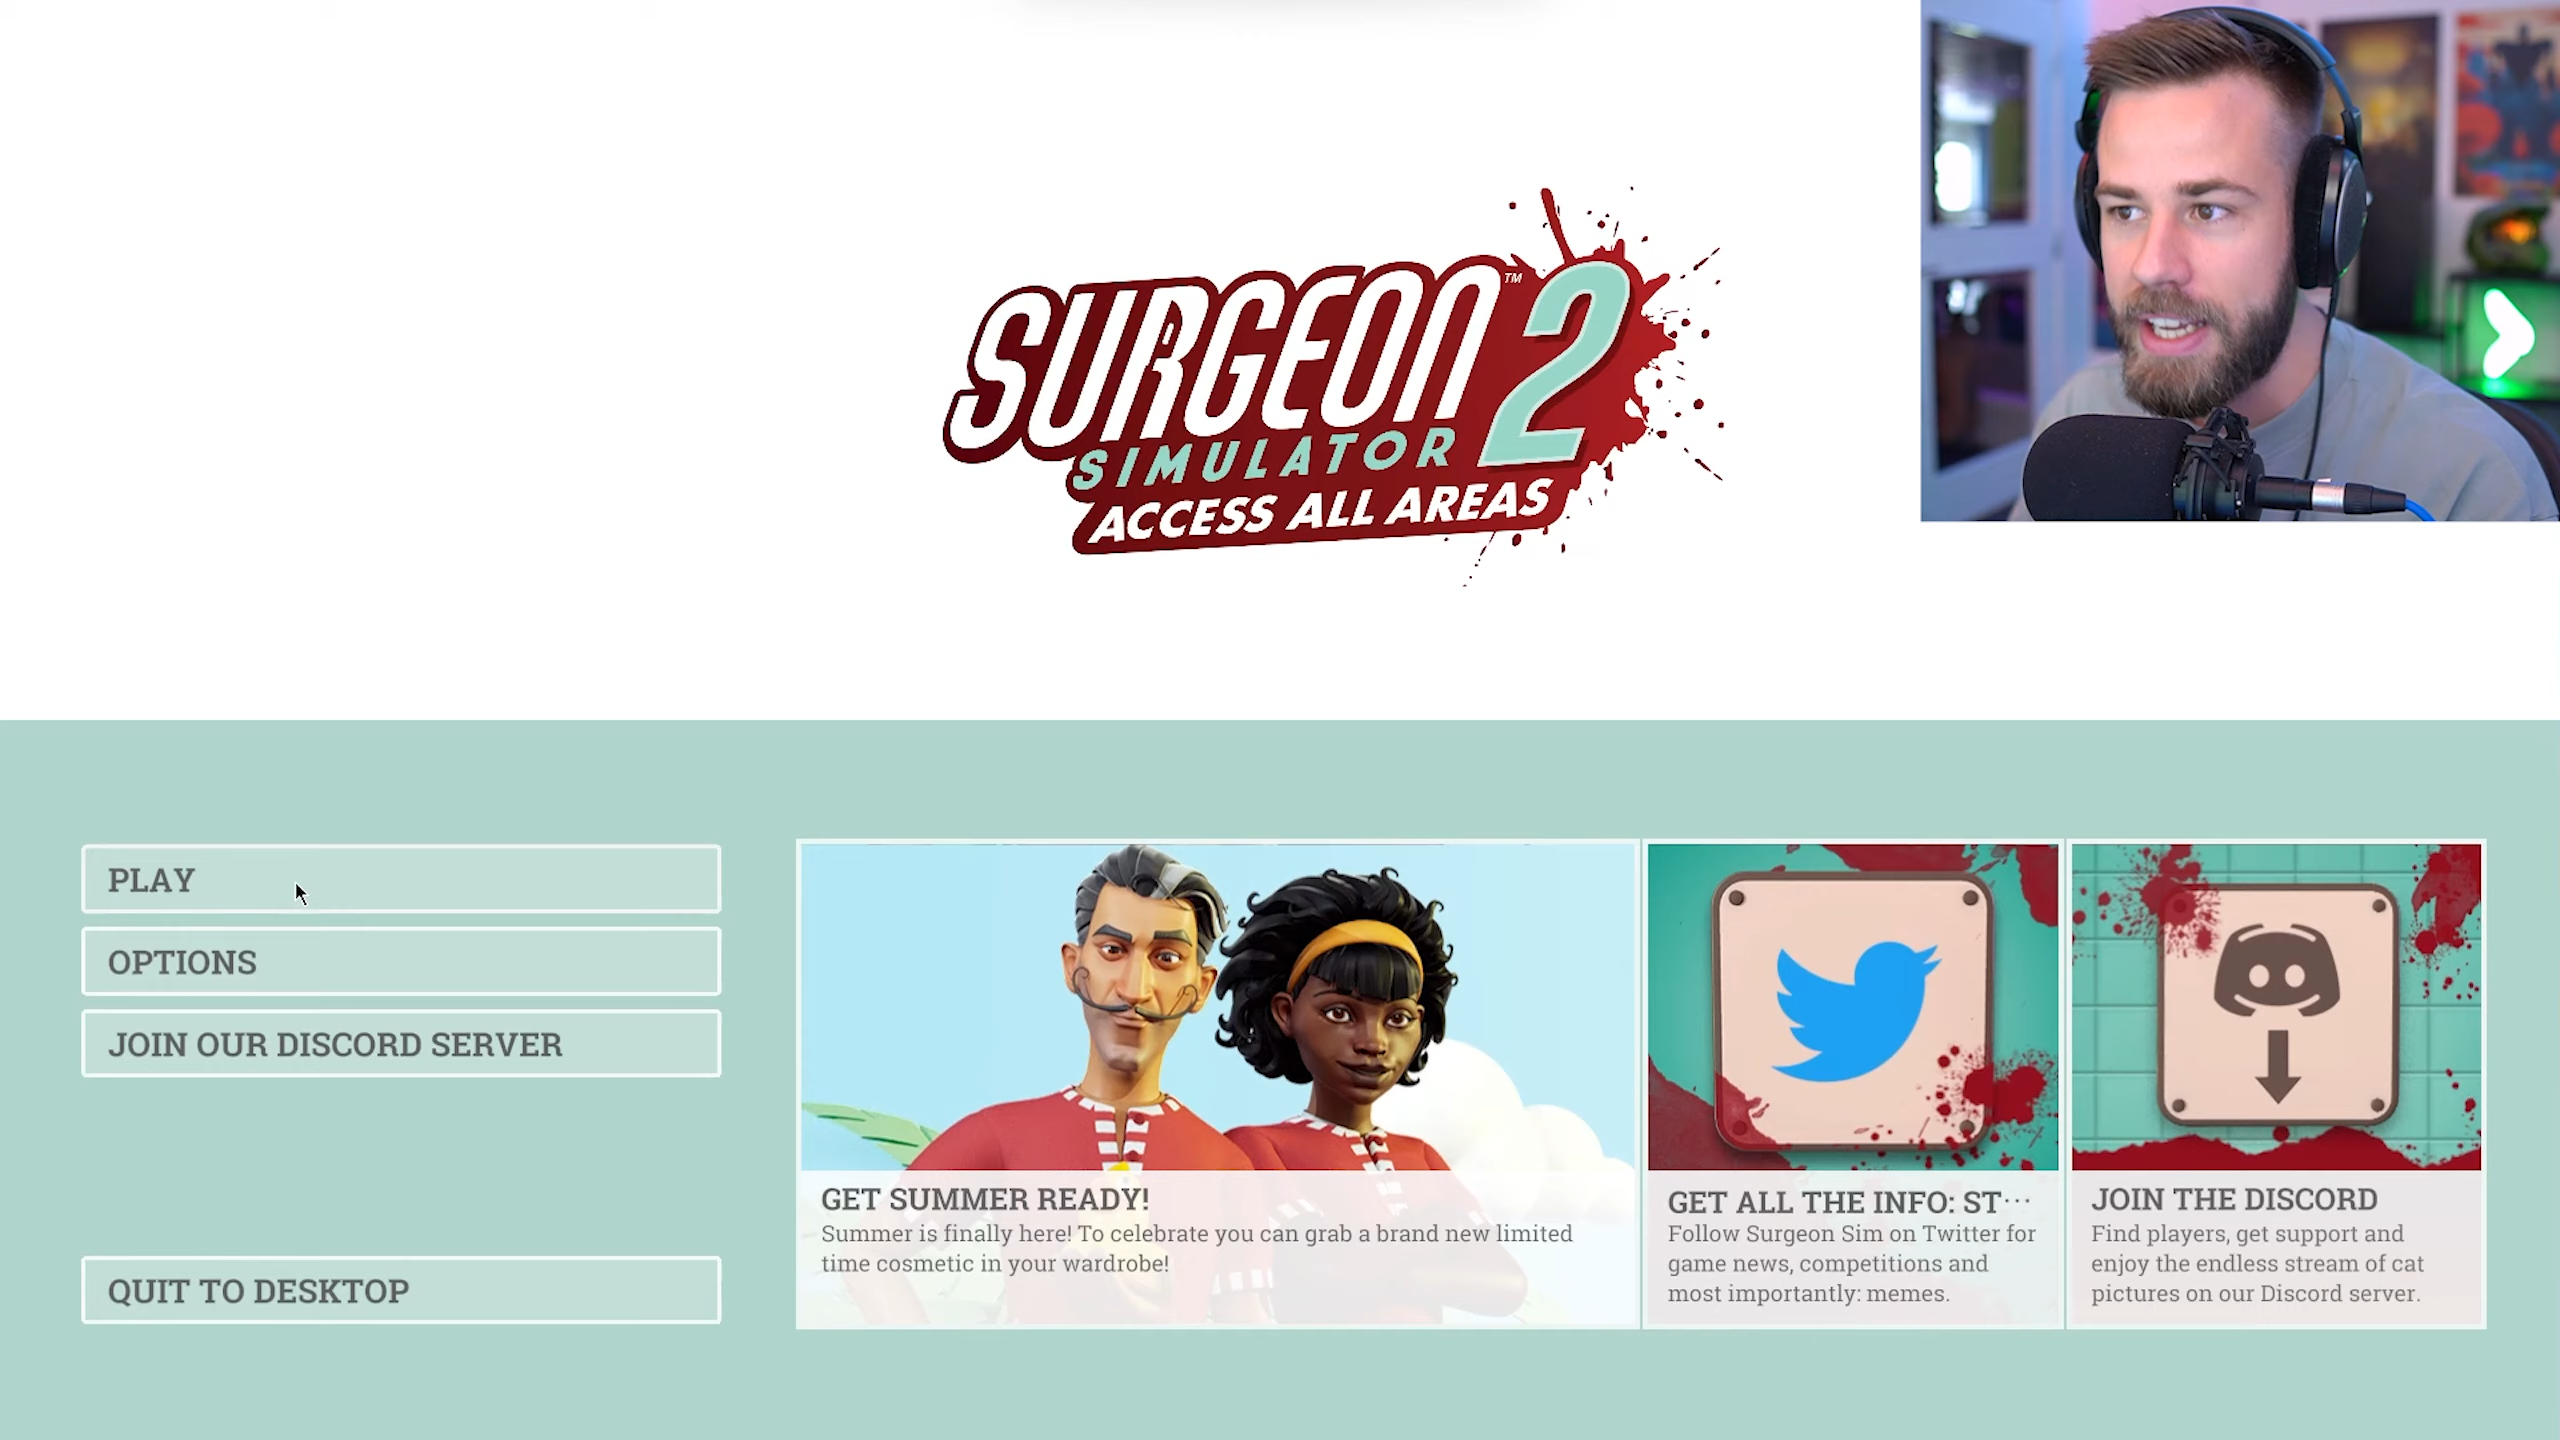 SURGEON 2
™
SIMULATOR
ACCESS ALL AREAS
PLAY
OPTIONS
JOIN OUR DISCORD SERVER
QUIT TO DESKTOP
GET SUMMER READY!
Summer is finally here! To celebrate you can grab a brand new limited
time cosmetic in your wardrobe!
GET ALL THE INFO: ST···
Follow Surgeon Sim on Twitter for
game news, competitions and
most importantly: memes.
JOIN THE DISCORD
Find players, get support and
enjoy the endless stream of cat
pictures on our Discord server.